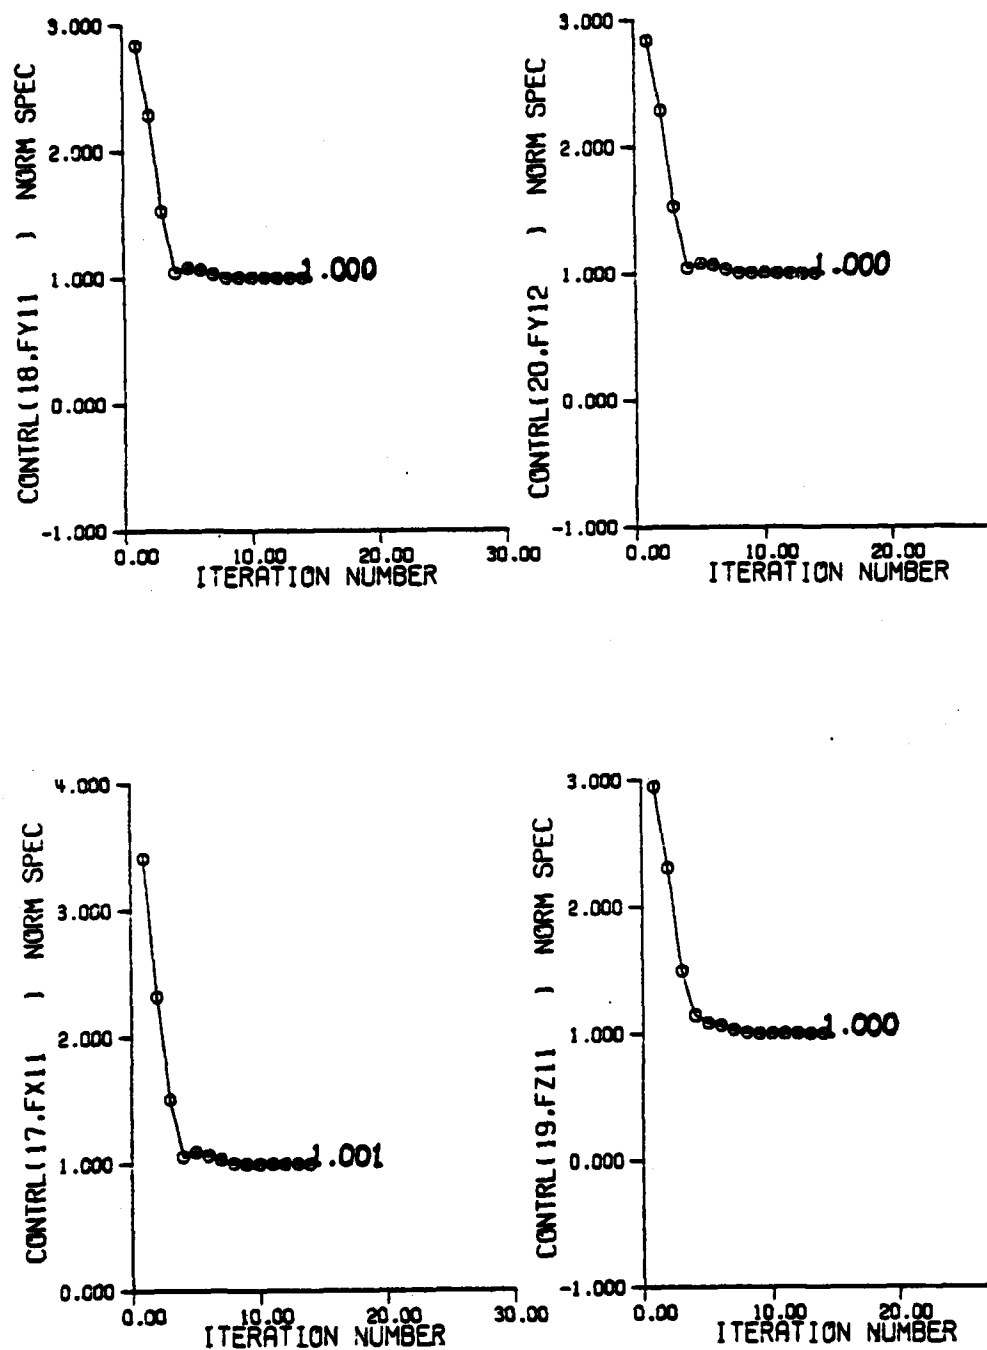 CONTRL(18.FY11 ) NORM SPEC
3.000
2.000
1.000
0.000
-1.000
1.000
0.00 10.00 20.00 30.00
ITERATION NUMBER
CONTRL(20.FY12 ) NORM SPEC
3.000
2.000
1.000
0.000
-1.000
1.000
0.00 10.00 20.00
ITERATION NUMBER
CONTRL(17.FX11 ) NORM SPEC
4.000
3.000
2.000
1.000
0.000
1.001
0.00 10.00 20.00 30.00
ITERATION NUMBER
CONTRL(19.FZ11 ) NORM SPEC
3.000
2.000
1.000
0.000
-1.000
1.000
0.00 10.00 20.00
ITERATION NUMBER